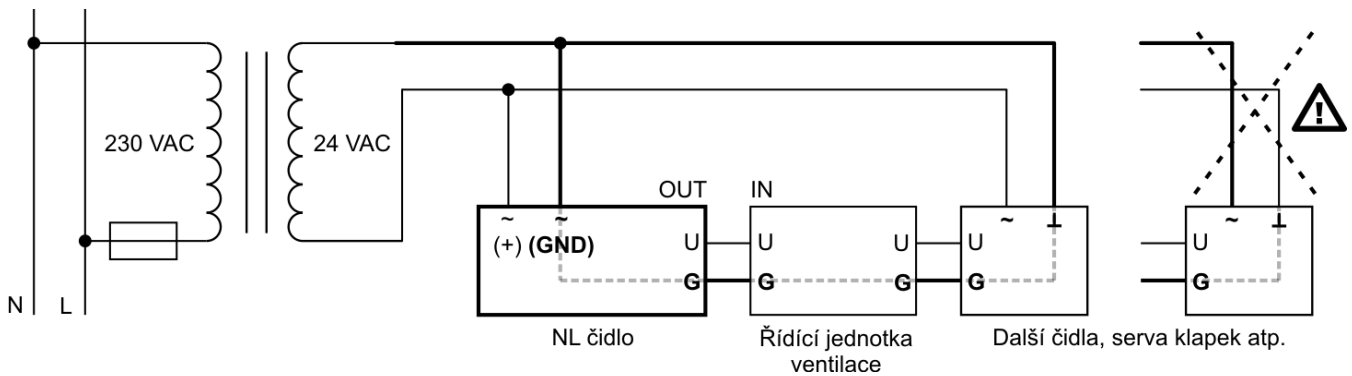 230 VAC
24 VAC
OUT
IN
~
~
(+) (GND)
U
G
U
G
U
G
~
⊥
U
G
~
⊥
U
G
N
L
NL čidlo
Řídící jednotka
ventilace
Další čidla, serva klapek atp.
!